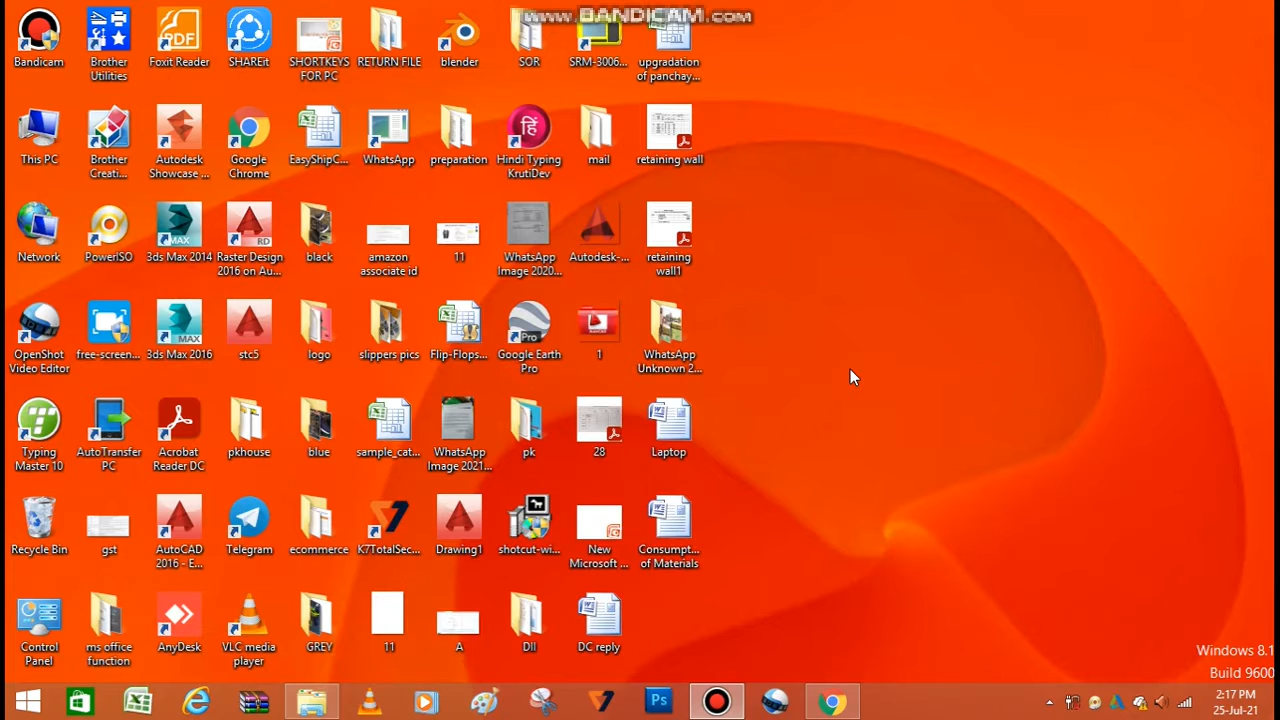 www.BANDICAM.com
Bandicam
Brother
Utilities
Foxit Reader
SHAREit
SHORTKEYS
FOR PC
RETURN FILE
blender
SOR
SRM-3006...
upgradation
of panchay...
This PC
Brother
Creati...
Autodesk
Showcase ...
Google
Chrome
EasyShipC...
WhatsApp
preparation
हिं
Hindi Typing
KrutiDev
mail
retaining wall
Network
PowerISO
3ds Max 2014
Raster Design
2016 on Au...
black
amazon
associate id
11
WhatsApp
Image 2020...
Autodesk-...
retaining
wall1
OpenShot
Video Editor
free-screen...
3ds Max 2016
stc5
logo
slippers pics
Flip-Flops...
Google Earth
Pro
1
WhatsApp
Unknown 2...
Typing
Master 10
AutoTransfer
PC
Acrobat
Reader DC
pkhouse
blue
sample_cat...
WhatsApp
Image 2021...
pk
28
Laptop
Recycle Bin
gst
AutoCAD
2016 - E...
Telegram
ecommerce
K7TotalSec...
Drawing1
shotcut-wi...
New
Microsoft ...
Consumpt...
of Materials
Control
Panel
ms office
function
AnyDesk
VLC media
player
GREY
11
A
Dll
DC reply
Windows 8.1
Build 9600
Ps
2:17 PM
25-Jul-21